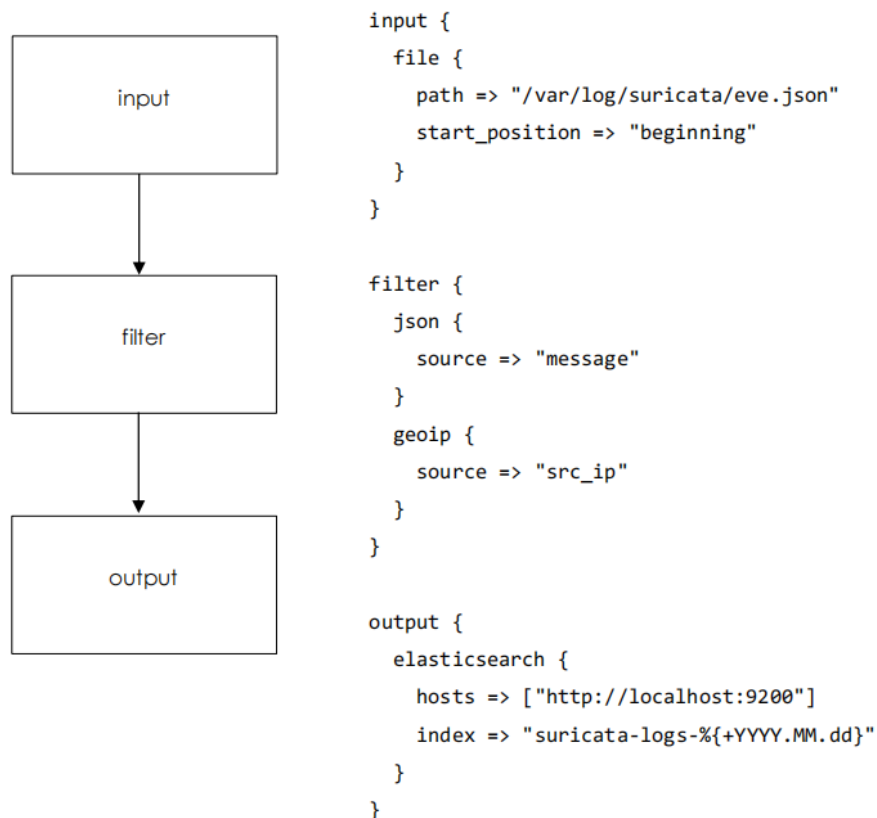 input
filter
output
input {
  file {
    path => "/var/log/suricata/eve.json"
    start_position => "beginning"
  }
}
filter {
  json {
    source => "message"
  }
  geoip {
    source => "src_ip"
  }
}
output {
  elasticsearch {
    hosts => ["http://localhost:9200"]
    index => "suricata-logs-%{+YYYY.MM.dd}"
  }
}